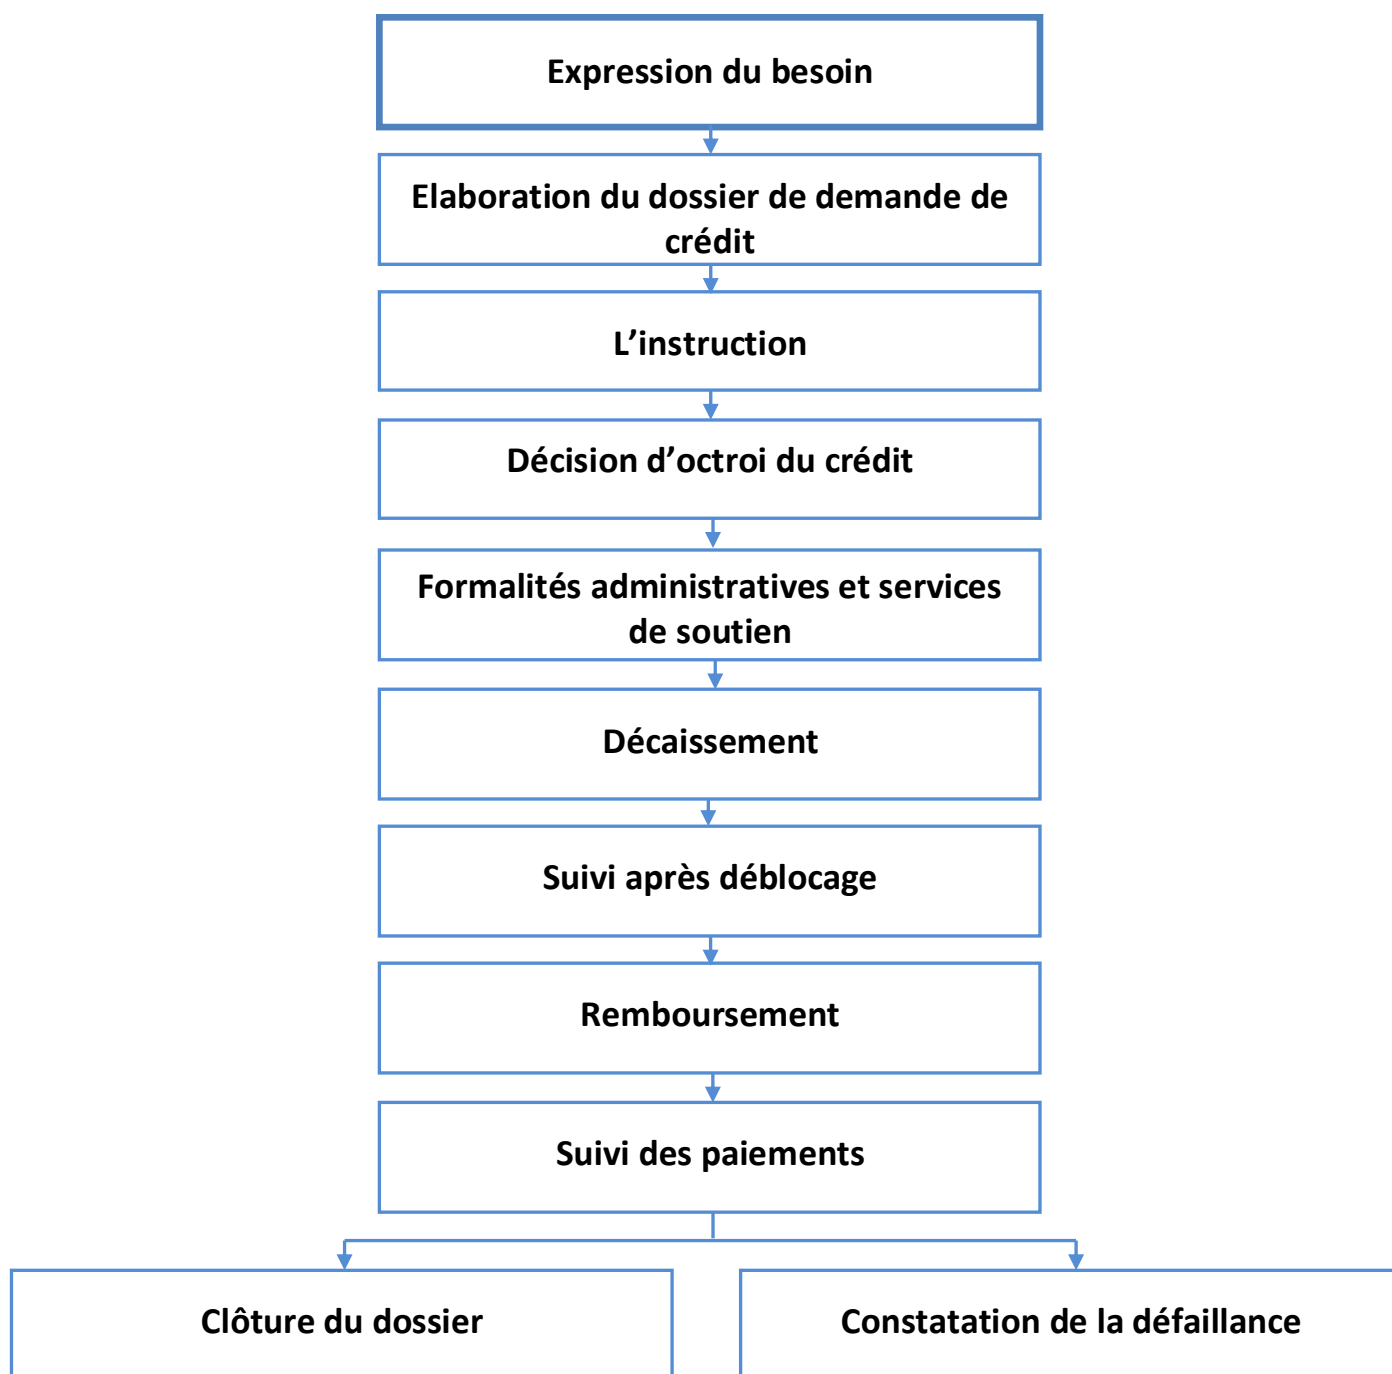 Expression du besoin
Elaboration du dossier de demande de
crédit
L’instruction
Décision d’octroi du crédit
Formalités administratives et services
de soutien
Décaissement
Suivi après déblocage
Remboursement
Suivi des paiements
Clôture du dossier
Constatation de la défaillance